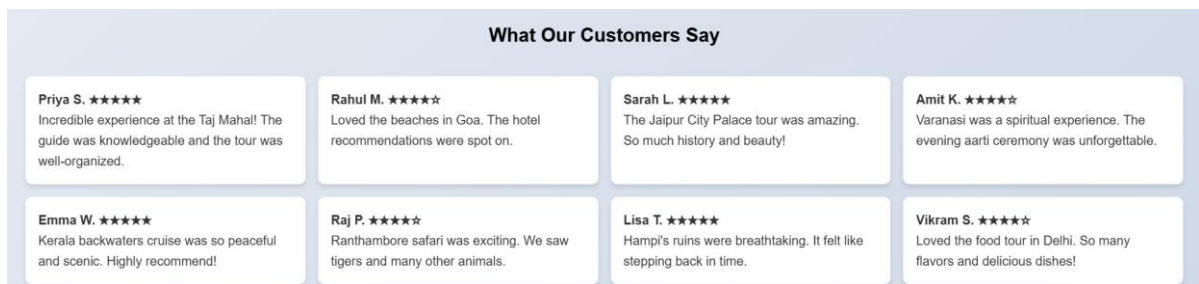 What Our Customers Say
Priya S. ★★★★★
Incredible experience at the Taj Mahal! The
guide was knowledgeable and the tour was
well-organized.
Rahul M. ★★★★☆
Loved the beaches in Goa. The hotel
recommendations were spot on.
Sarah L. ★★★★★
The Jaipur City Palace tour was amazing.
So much history and beauty!
Amit K. ★★★★☆
Varanasi was a spiritual experience. The
evening aarti ceremony was unforgettable.
Emma W. ★★★★★
Kerala backwaters cruise was so peaceful
and scenic. Highly recommend!
Raj P. ★★★★☆
Ranthambore safari was exciting. We saw
tigers and many other animals.
Lisa T. ★★★★★
Hampi's ruins were breathtaking. It felt like
stepping back in time.
Vikram S. ★★★★☆
Loved the food tour in Delhi. So many
flavors and delicious dishes!